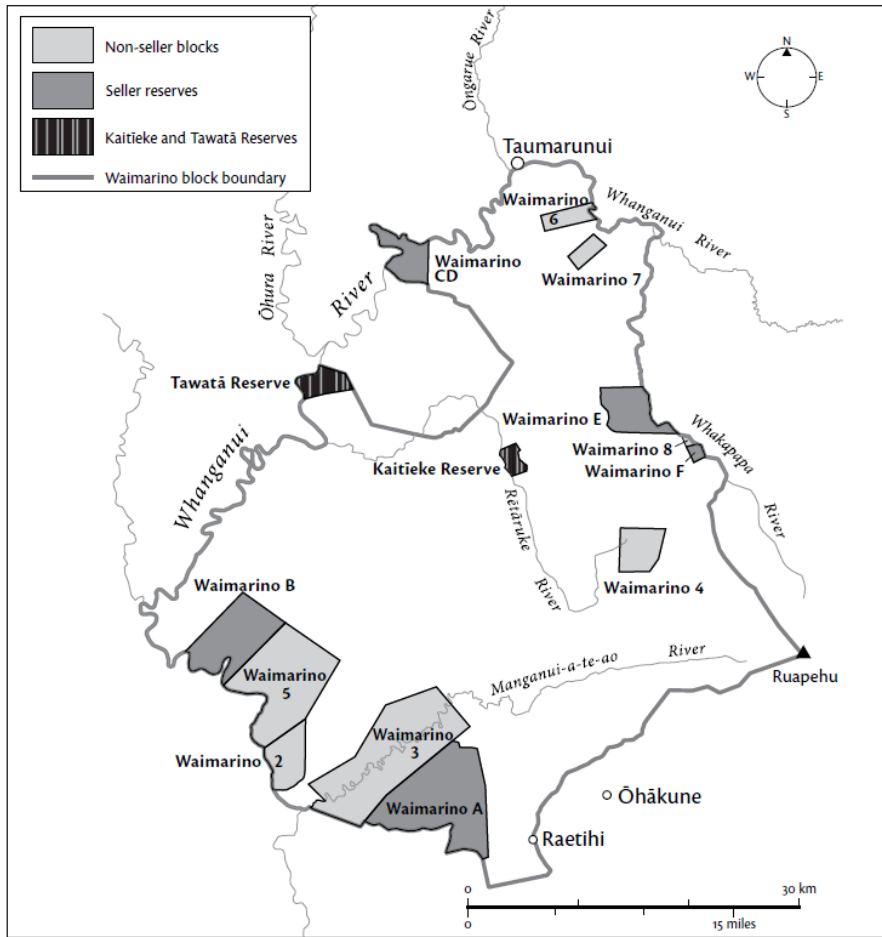 Non-seller blocks
Seller reserves
Kaitīeke and Tawatā Reserves
Waimarino block boundary
N
W
E
S
Ōngarue River
Taumarunui
Waimarino
6
Whanganui
River
Waimarino 7
Ōhura River
River
Waimarino
CD
Tawatā Reserve
Waimarino E
Waimarino 8
Waimarino F
Whakapapa
River
Kaitīeke Reserve
Whanganui
Rētāruke
River
Waimarino 4
Waimarino B
Waimarino
5
Manganui-a-te-ao
River
Ruapehu
Waimarino
3
Waimarino
2
Waimarino A
Ōhākune
Raetihi
0
30 km
0
15 miles